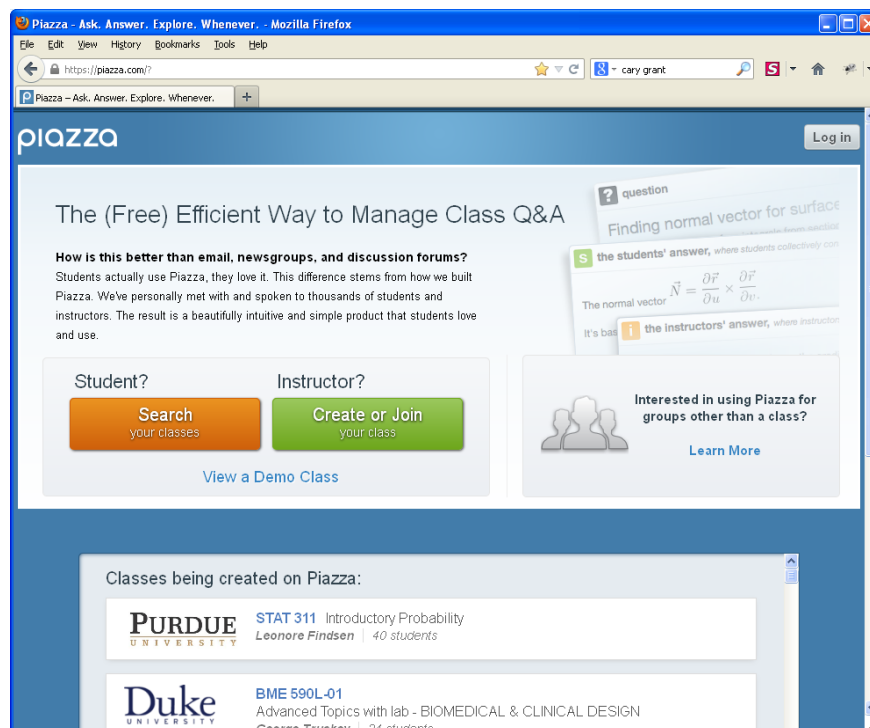 Piazza - Ask. Answer. Explore. Whenever. - Mozilla Firefox
File Edit View History Bookmarks Tools Help
https://piazza.com/?
cary grant
Piazza – Ask. Answer. Explore. Whenever.
piazza
Log in
The (Free) Efficient Way to Manage Class Q&A
How is this better than email, newsgroups, and discussion forums?
Students actually use Piazza, they love it. This difference stems from how we built
Piazza. We've personally met with and spoken to thousands of students and
instructors. The result is a beautifully intuitive and simple product that students love
and use.
? question
Finding normal vector for surface
S the students' answer, where students collectively con
The normal vector N⃗ = ∂r⃗/∂u × ∂r⃗/∂v.
It's bas
i the instructors' answer, where instructor
Student?
Search
your classes
Instructor?
Create or Join
your class
View a Demo Class
Interested in using Piazza for
groups other than a class?
Learn More
Classes being created on Piazza:
PURDUE
UNIVERSITY
STAT 311 Introductory Probability
Leonore Findsen | 40 students
Duke
UNIVERSITY
BME 590L-01
Advanced Topics with lab - BIOMEDICAL & CLINICAL DESIGN
George Truskey | 24 students